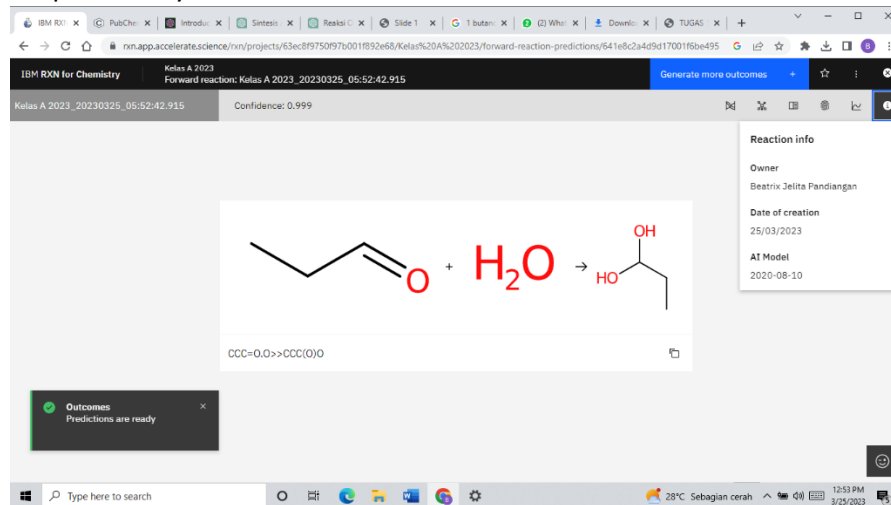 IBM RXI
PubChe
Introduc
Sintesis
Reaksi C
Slide 1
1 butan
(2) Wha
Downlo
TUGAS
rxn.app.accelerate.science/rxn/projects/63ec8f9750f97b001f892e68/Kelas%20A%202023/forward-reaction-predictions/641e8c2a4d9d17001f6be495
IBM RXN for Chemistry
Kelas A 2023
Forward reaction: Kelas A 2023_20230325_05:52:42.915
Generate more outcomes +
Kelas A 2023_20230325_05:52:42.915
Confidence: 0.999
Reaction info
Owner
Beatrix Jelita Pandiangan
Date of creation
25/03/2023
AI Model
2020-08-10
O + H2O → HO OH
CCC=O.O>>CCC(O)O
Outcomes
Predictions are ready
Type here to search
28°C Sebagian cerah
12:53 PM
3/25/2023